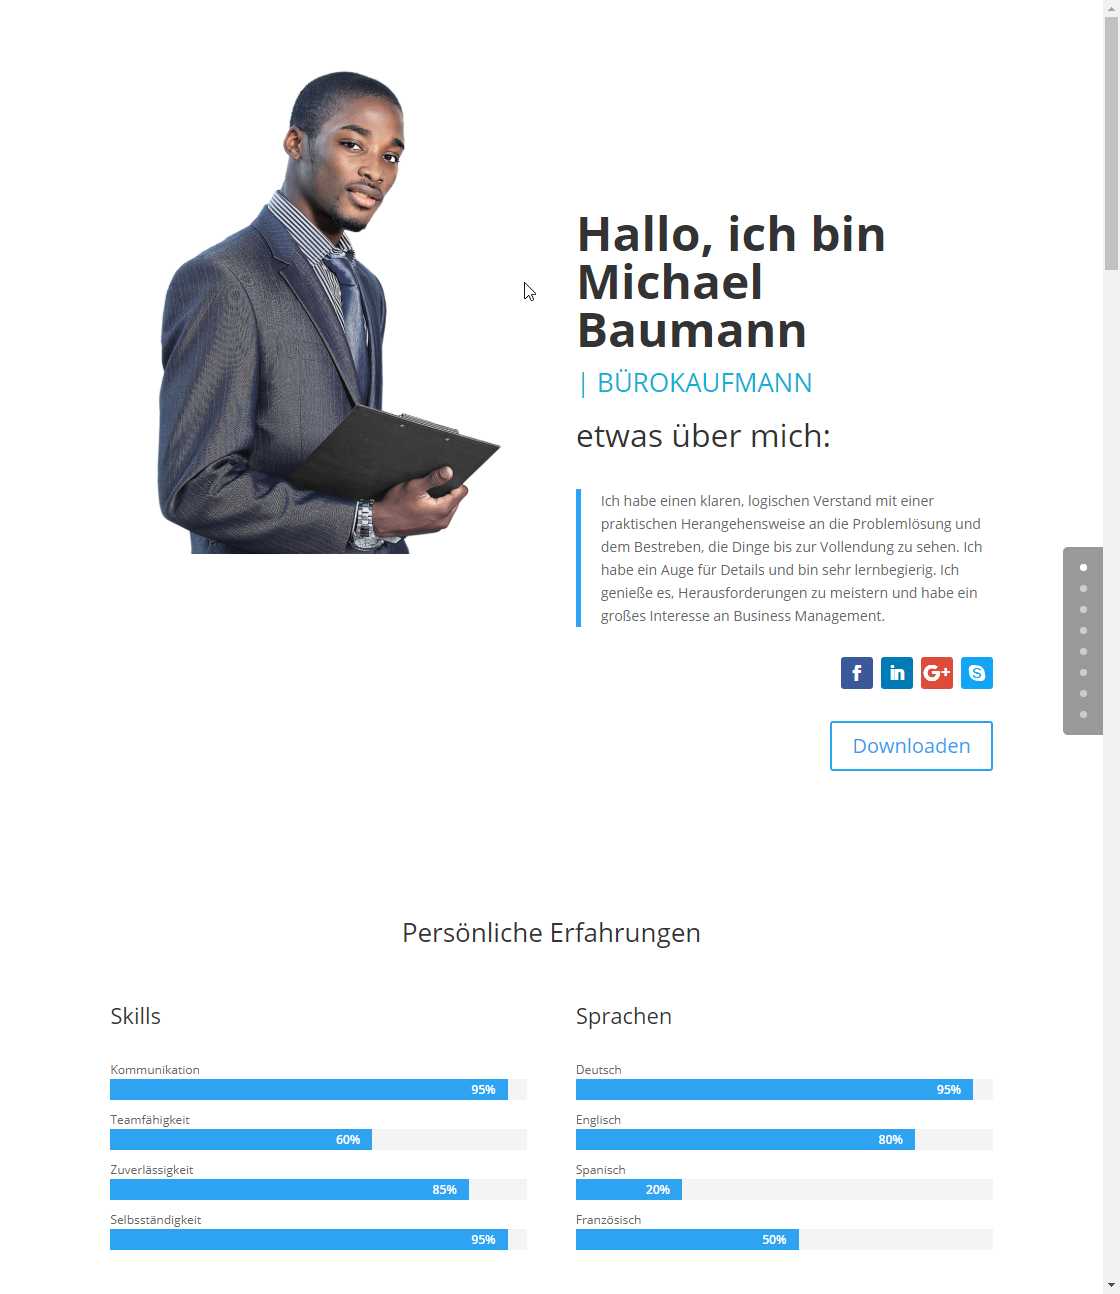 Hallo, ich bin
Michael
Baumann
| BÜROKAUFMANN
etwas über mich:
Ich habe einen klaren, logischen Verstand mit einer
praktischen Herangehensweise an die Problemlösung und
dem Bestreben, die Dinge bis zur Vollendung zu sehen. Ich
habe ein Auge für Details und bin sehr lernbegierig. Ich
genieße es, Herausforderungen zu meistern und habe ein
großes Interesse an Business Management.
f in G+ S
Downloaden
Persönliche Erfahrungen
Skills
Kommunikation
95%
Teamfähigkeit
60%
Zuverlässigkeit
85%
Selbsständigkeit
95%
Sprachen
Deutsch
95%
Englisch
80%
Spanisch
20%
Französisch
50%